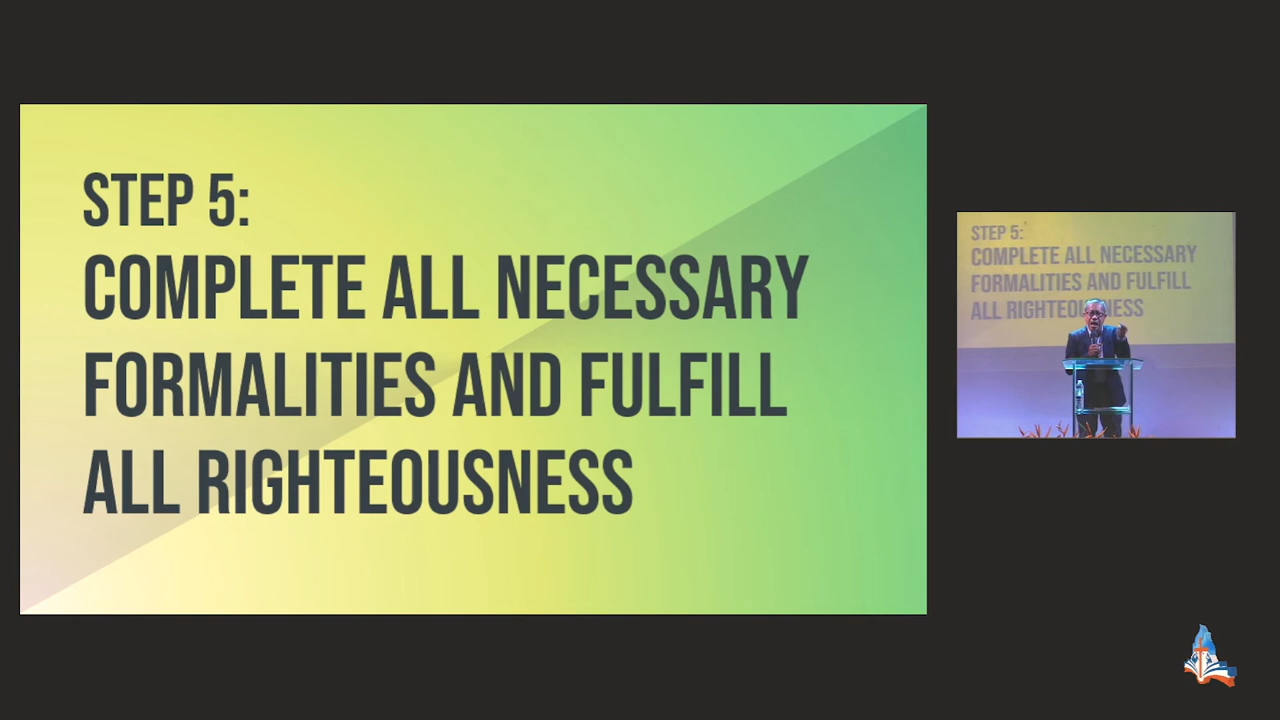 STEP 5:
COMPLETE ALL NECESSARY
FORMALITIES AND FULFILL
ALL RIGHTEOUSNESS
STEP 5:
COMPLETE ALL NECESSARY
FORMALITIES AND FULFILL
ALL